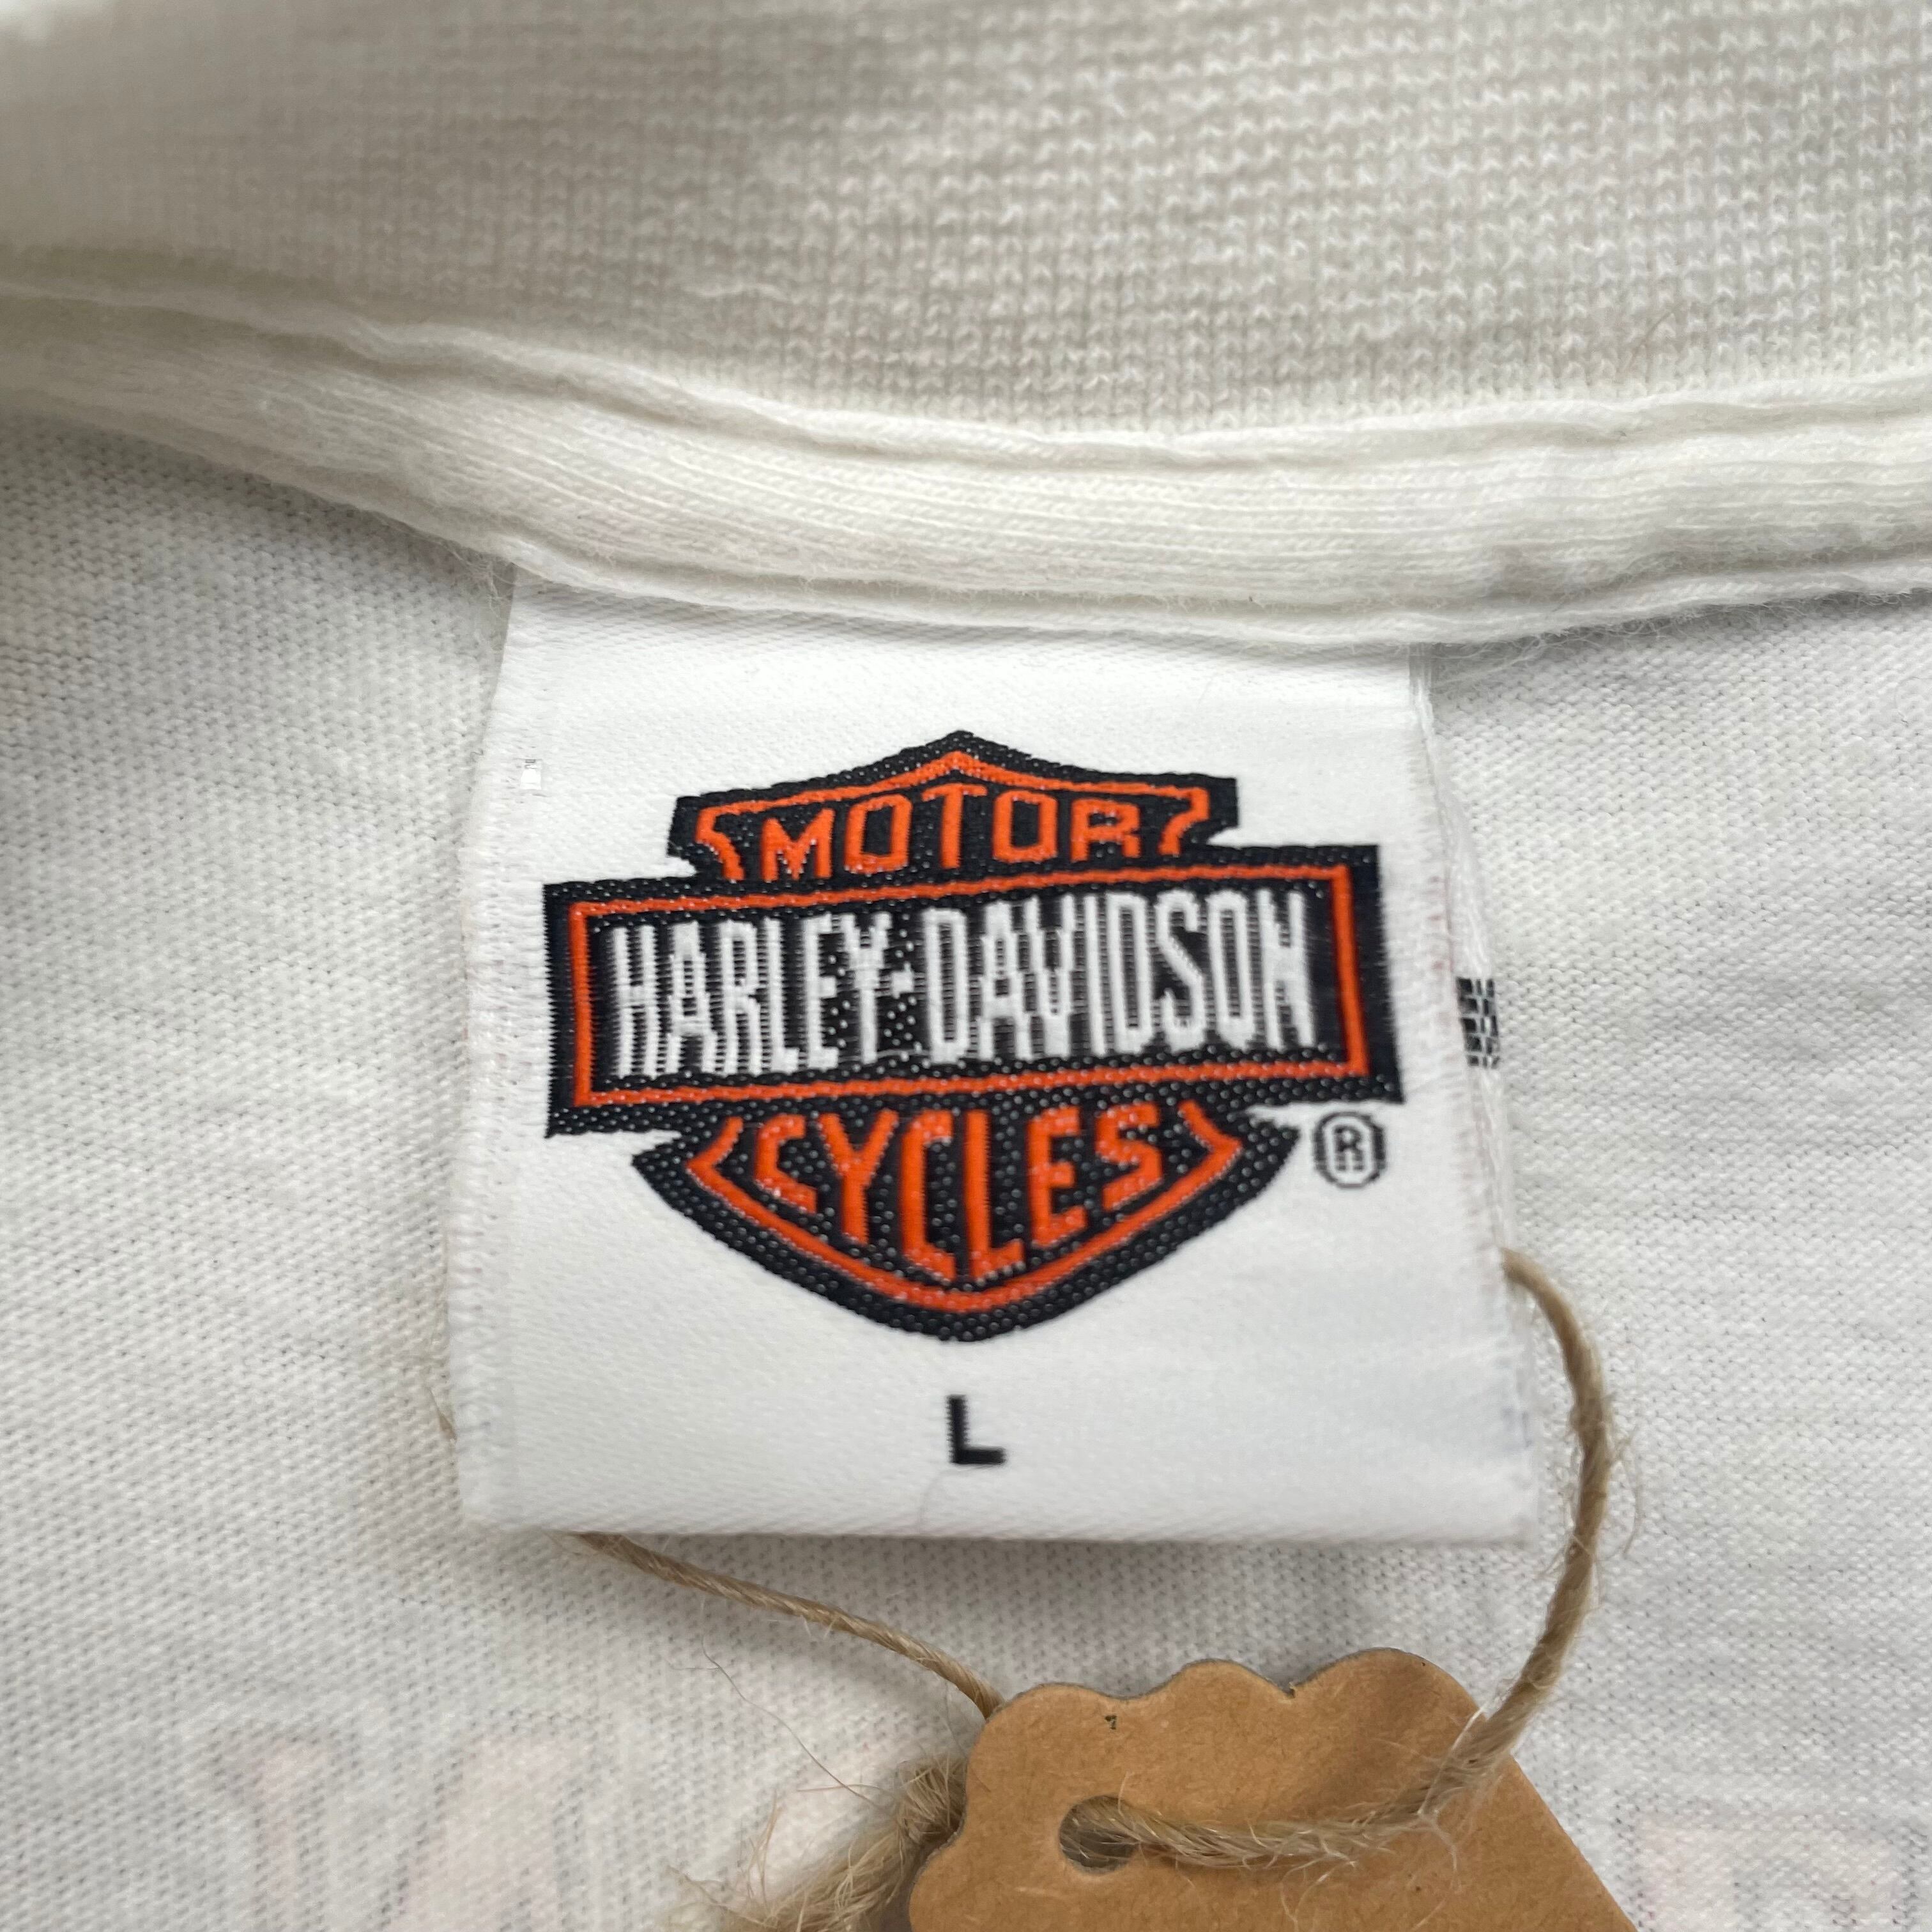 MOTOR
HARLEY-DAVIDSON
CYCLES
®
L